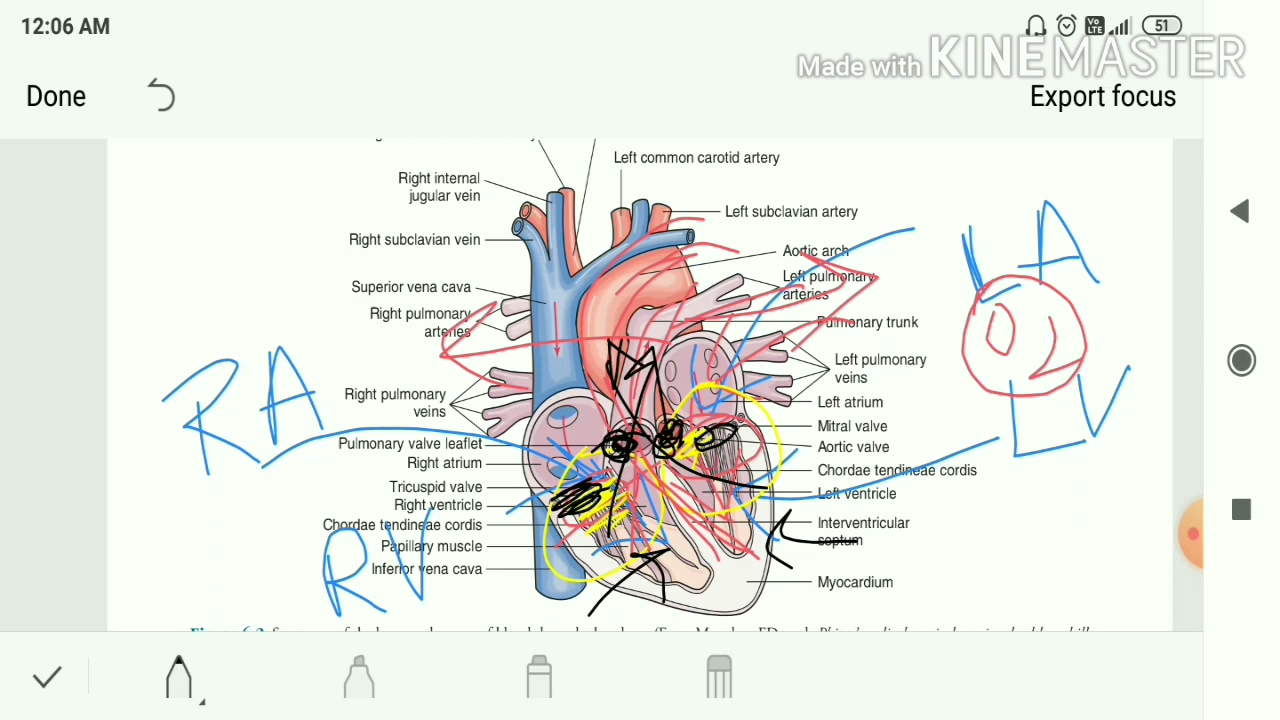 12:06 AM
Vo
LTE
51
Made with KINEMASTER
Done
Export focus
Left common carotid artery
Right internal
jugular vein
Left subclavian artery
Right subclavian vein
Aortic arch
Superior vena cava
Left pulmonary
arteries
Right pulmonary
arteries
Pulmonary trunk
Left pulmonary
veins
Right pulmonary
veins
Left atrium
Mitral valve
Pulmonary valve leaflet
Aortic valve
Right atrium
Chordae tendineae cordis
Tricuspid valve
Left ventricle
Right ventricle
Chordae tendineae cordis
Interventricular
septum
Papillary muscle
Inferior vena cava
Myocardium
LA
O2
LV
RA
RV